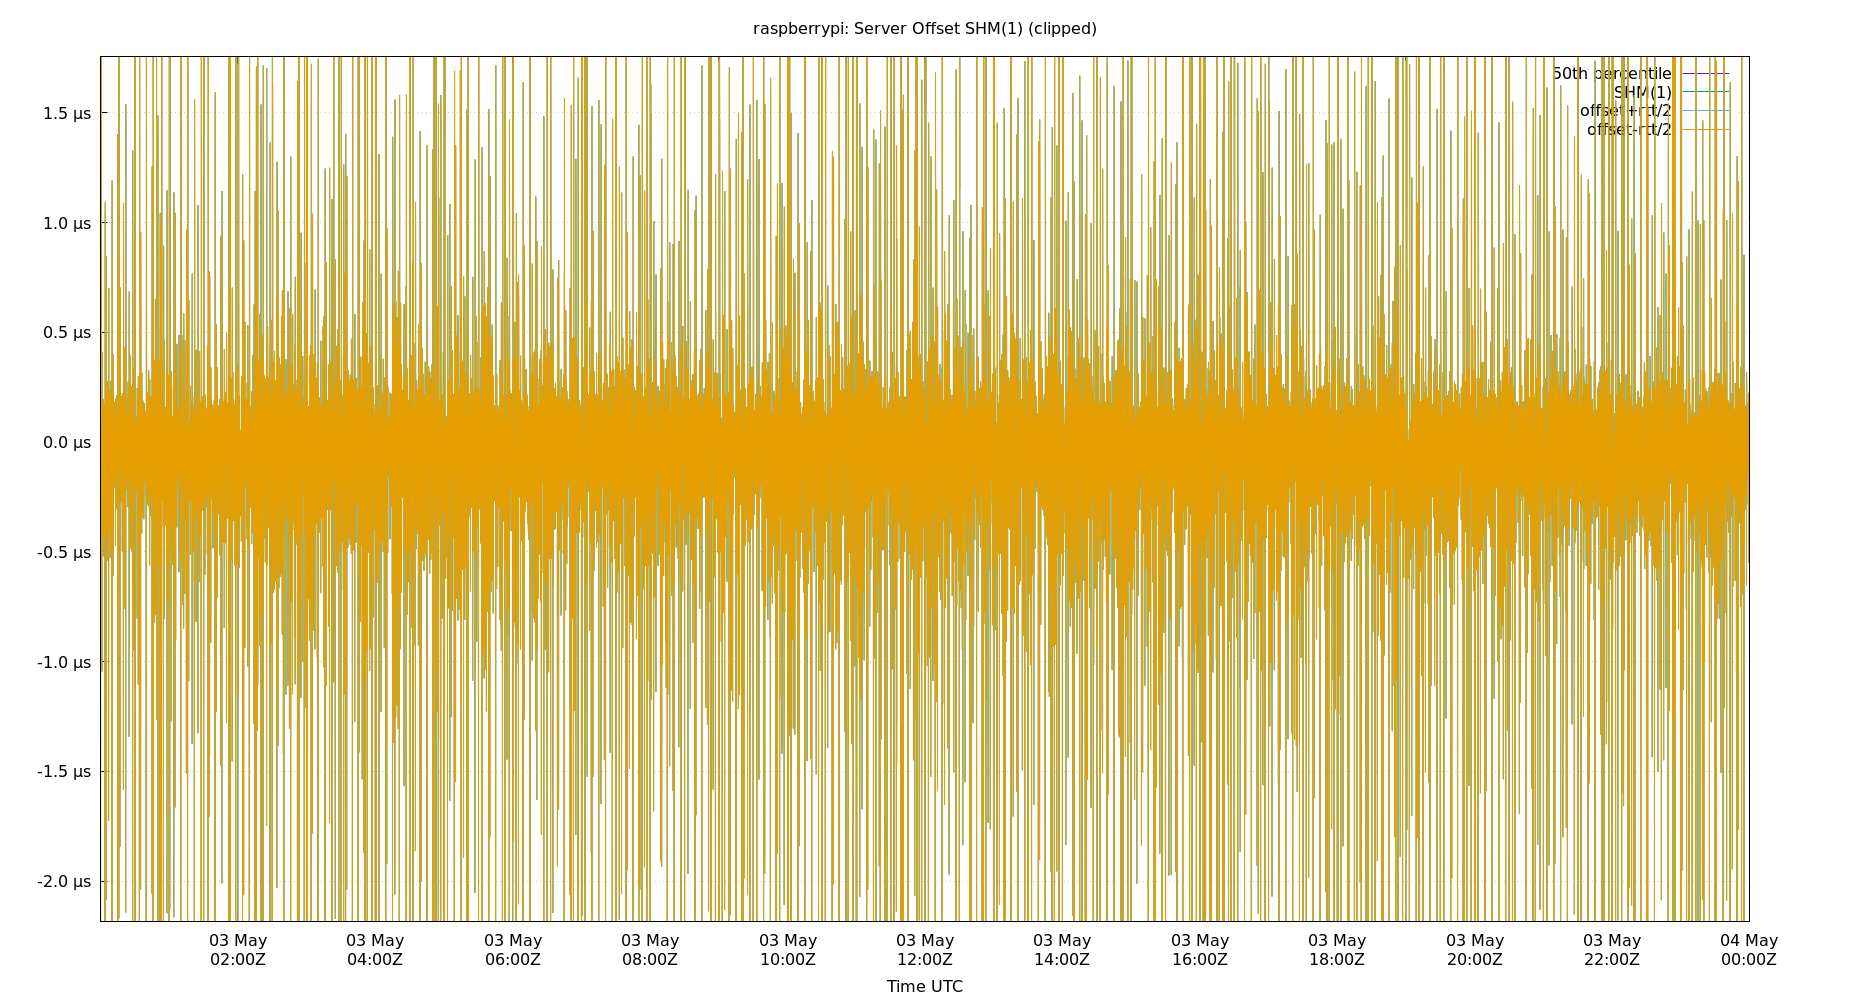 raspberrypi: Server Offset SHM(1) (clipped)
50th percentile
SHM(1)
offset+rtt/2
offset-rtt/2
1.5 µs
1.0 µs
0.5 µs
0.0 µs
-0.5 µs
-1.0 µs
-1.5 µs
-2.0 µs
03 May 03 May 03 May 03 May 03 May 03 May 03 May 03 May 03 May 03 May 03 May 04 May
02:00Z 04:00Z 06:00Z 08:00Z 10:00Z 12:00Z 14:00Z 16:00Z 18:00Z 20:00Z 22:00Z 00:00Z
Time UTC